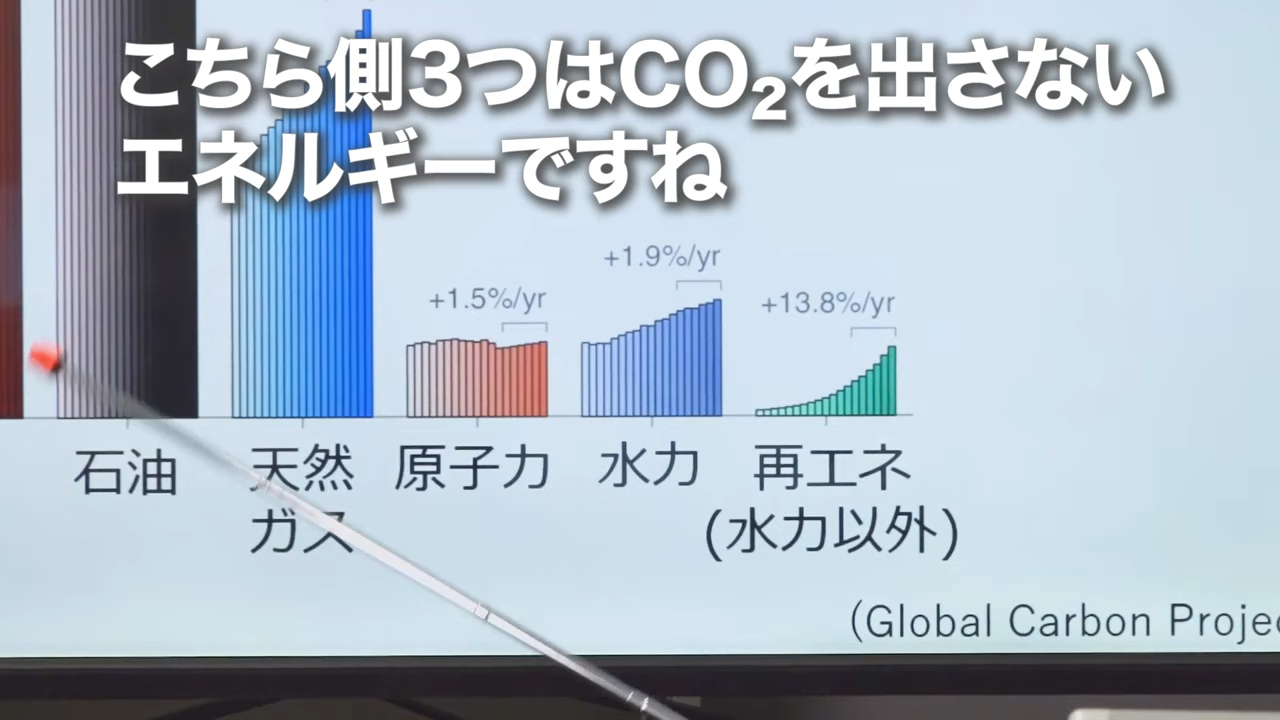 こちら側3つはCO₂を出さない
エネルギーですね
+1.5%/yr
+1.9%/yr
+13.8%/yr
石油
天然
ガス
原子力
水力
再エネ
(水力以外)
(Global Carbon Projec